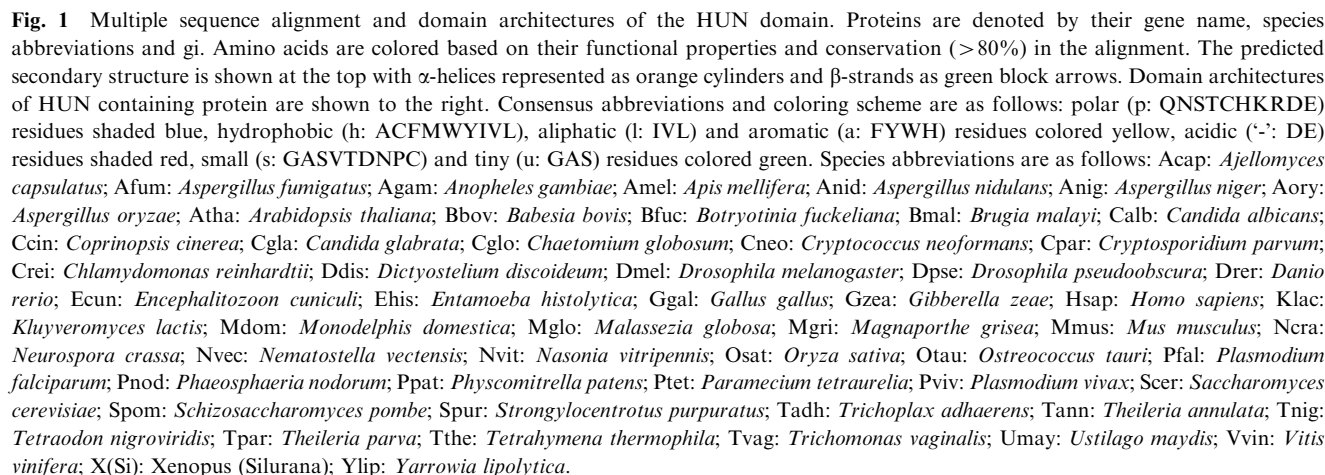 Fig. 1 Multiple sequence alignment and domain architectures of the HUN domain. Proteins are denoted by their gene name, species
abbreviations and gi. Amino acids are colored based on their functional properties and conservation (>80%) in the alignment. The predicted
secondary structure is shown at the top with α-helices represented as orange cylinders and β-strands as green block arrows. Domain architectures
of HUN containing protein are shown to the right. Consensus abbreviations and coloring scheme are as follows: polar (p: QNSTCHKRDE)
residues shaded blue, hydrophobic (h: ACFMWYIVL), aliphatic (l: IVL) and aromatic (a: FYWH) residues colored yellow, acidic (‘-’: DE)
residues shaded red, small (s: GASVTDNPC) and tiny (u: GAS) residues colored green. Species abbreviations are as follows: Acap: Ajellomyces
capsulatus; Afum: Aspergillus fumigatus; Agam: Anopheles gambiae; Amel: Apis mellifera; Anid: Aspergillus nidulans; Anig: Aspergillus niger; Aory:
Aspergillus oryzae; Atha: Arabidopsis thaliana; Bbov: Babesia bovis; Bfuc: Botryotinia fuckeliana; Bmal: Brugia malayi; Calb: Candida albicans;
Ccin: Coprinopsis cinerea; Cgla: Candida glabrata; Cglo: Chaetomium globosum; Cneo: Cryptococcus neoformans; Cpar: Cryptosporidium parvum;
Crei: Chlamydomonas reinhardtii; Ddis: Dictyostelium discoideum; Dmel: Drosophila melanogaster; Dpse: Drosophila pseudoobscura; Drer: Danio
rerio; Ecun: Encephalitozoon cuniculi; Ehis: Entamoeba histolytica; Ggal: Gallus gallus; Gzea: Gibberella zeae; Hsap: Homo sapiens; Klac:
Kluyveromyces lactis; Mdom: Monodelphis domestica; Mglo: Malassezia globosa; Mgri: Magnaporthe grisea; Mmus: Mus musculus; Ncra:
Neurospora crassa; Nvec: Nematostella vectensis; Nvit: Nasonia vitripennis; Osat: Oryza sativa; Otau: Ostreococcus tauri; Pfal: Plasmodium
falciparum; Pnod: Phaeosphaeria nodorum; Ppat: Physcomitrella patens; Ptet: Paramecium tetraurelia; Pviv: Plasmodium vivax; Scer: Saccharomyces
cerevisiae; Spom: Schizosaccharomyces pombe; Spur: Strongylocentrotus purpuratus; Tadh: Trichoplax adhaerens; Tann: Theileria annulata; Tnig:
Tetraodon nigroviridis; Tpar: Theileria parva; Tthe: Tetrahymena thermophila; Tvag: Trichomonas vaginalis; Umay: Ustilago maydis; Vvin: Vitis
vinifera; X(Si): Xenopus (Silurana); Ylip: Yarrowia lipolytica.